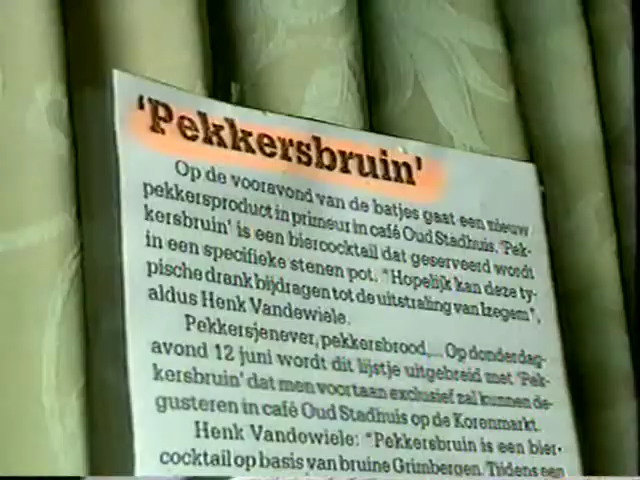 'Pekkersbruin'
Op de vooravond van de batjes gaat een nieuw
pekkersproduct in primeur in café Oud Stadhuis. 'Pek-
kersbruin' is een biercocktail dat geserveerd wordt
in een specifieke stenen pot. "Hopelijk kan deze ty-
pische drank bijdragen tot de uitstraling van Izegem",
aldus Henk Vandewiele.
Pekkersjenever, pekkersbrood,... Op donderdag-
avond 12 juni wordt dit lijstje uitgebreid met 'Pek-
kersbruin' dat men voortaan exclusief zal kunnen de-
gusteren in café Oud Stadhuis op de Korenmarkt.
Henk Vandewiele: "Pekkersbruin is een bier-
cocktail op basis van bruine Grimbergen. Tijdens een